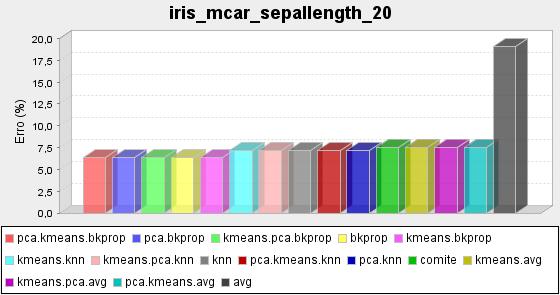 iris_mcar_sepallength_20
20,0
17,5
15,0
12,5
10,0
7,5
5,0
2,5
0,0
Erro (%)
pca.kmeans.bkprop pca.bkprop kmeans.pca.bkprop bkprop kmeans.bkprop
kmeans.knn kmeans.pca.knn knn pca.kmeans.knn pca.knn comite kmeans.avg
kmeans.pca.avg pca.kmeans.avg avg